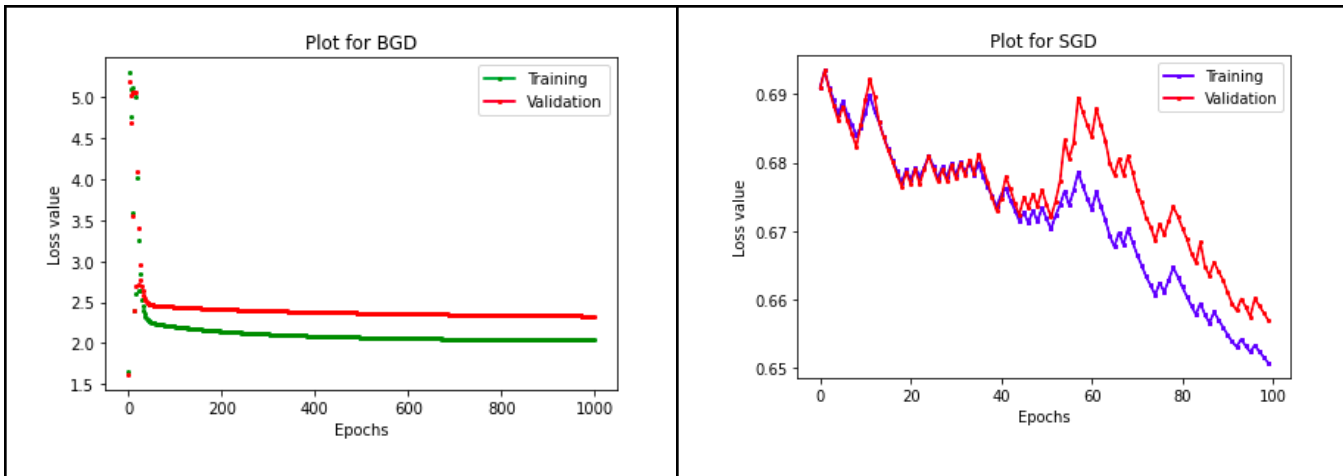 Plot for BGD
Training
Validation
5.0
4.5
4.0
3.5
3.0
2.5
2.0
1.5
Loss value
0
200
400
600
800
1000
Epochs
Plot for SGD
Training
Validation
0.69
0.68
0.67
0.66
0.65
Loss value
0
20
40
60
80
100
Epochs